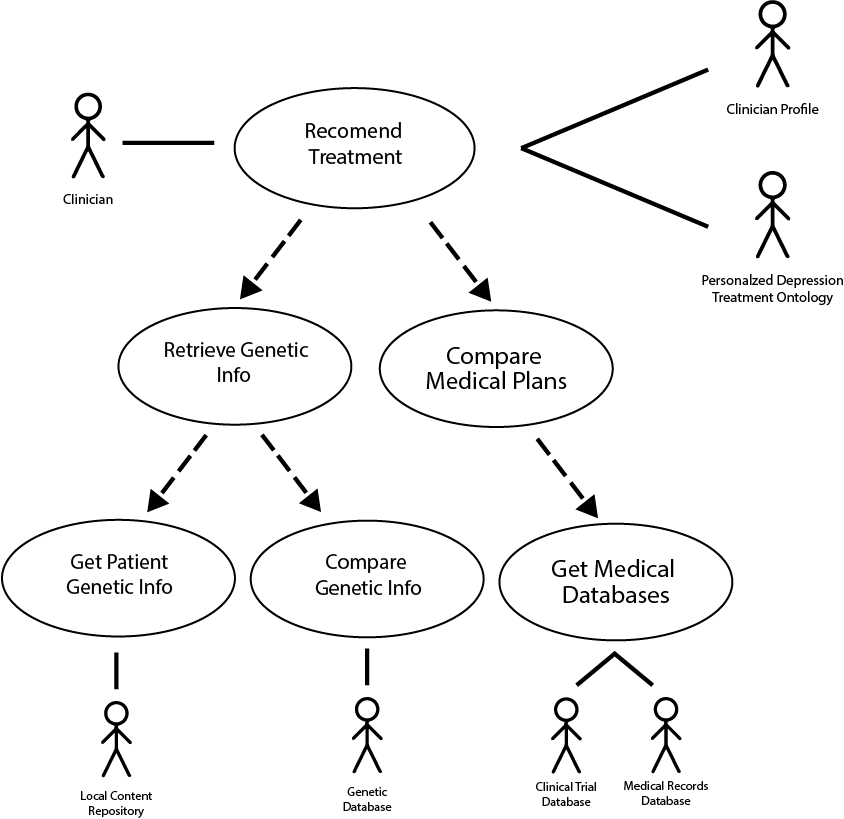 Clinician Profile
Recomend
Treatment
Clinician
Personalzed Depression
Treatment Ontology
Retrieve Genetic
Info
Compare
Medical Plans
Get Patient
Genetic Info
Compare
Genetic Info
Get Medical
Databases
Local Content
Repository
Genetic
Database
Clinical Trial
Database
Medical Records
Database